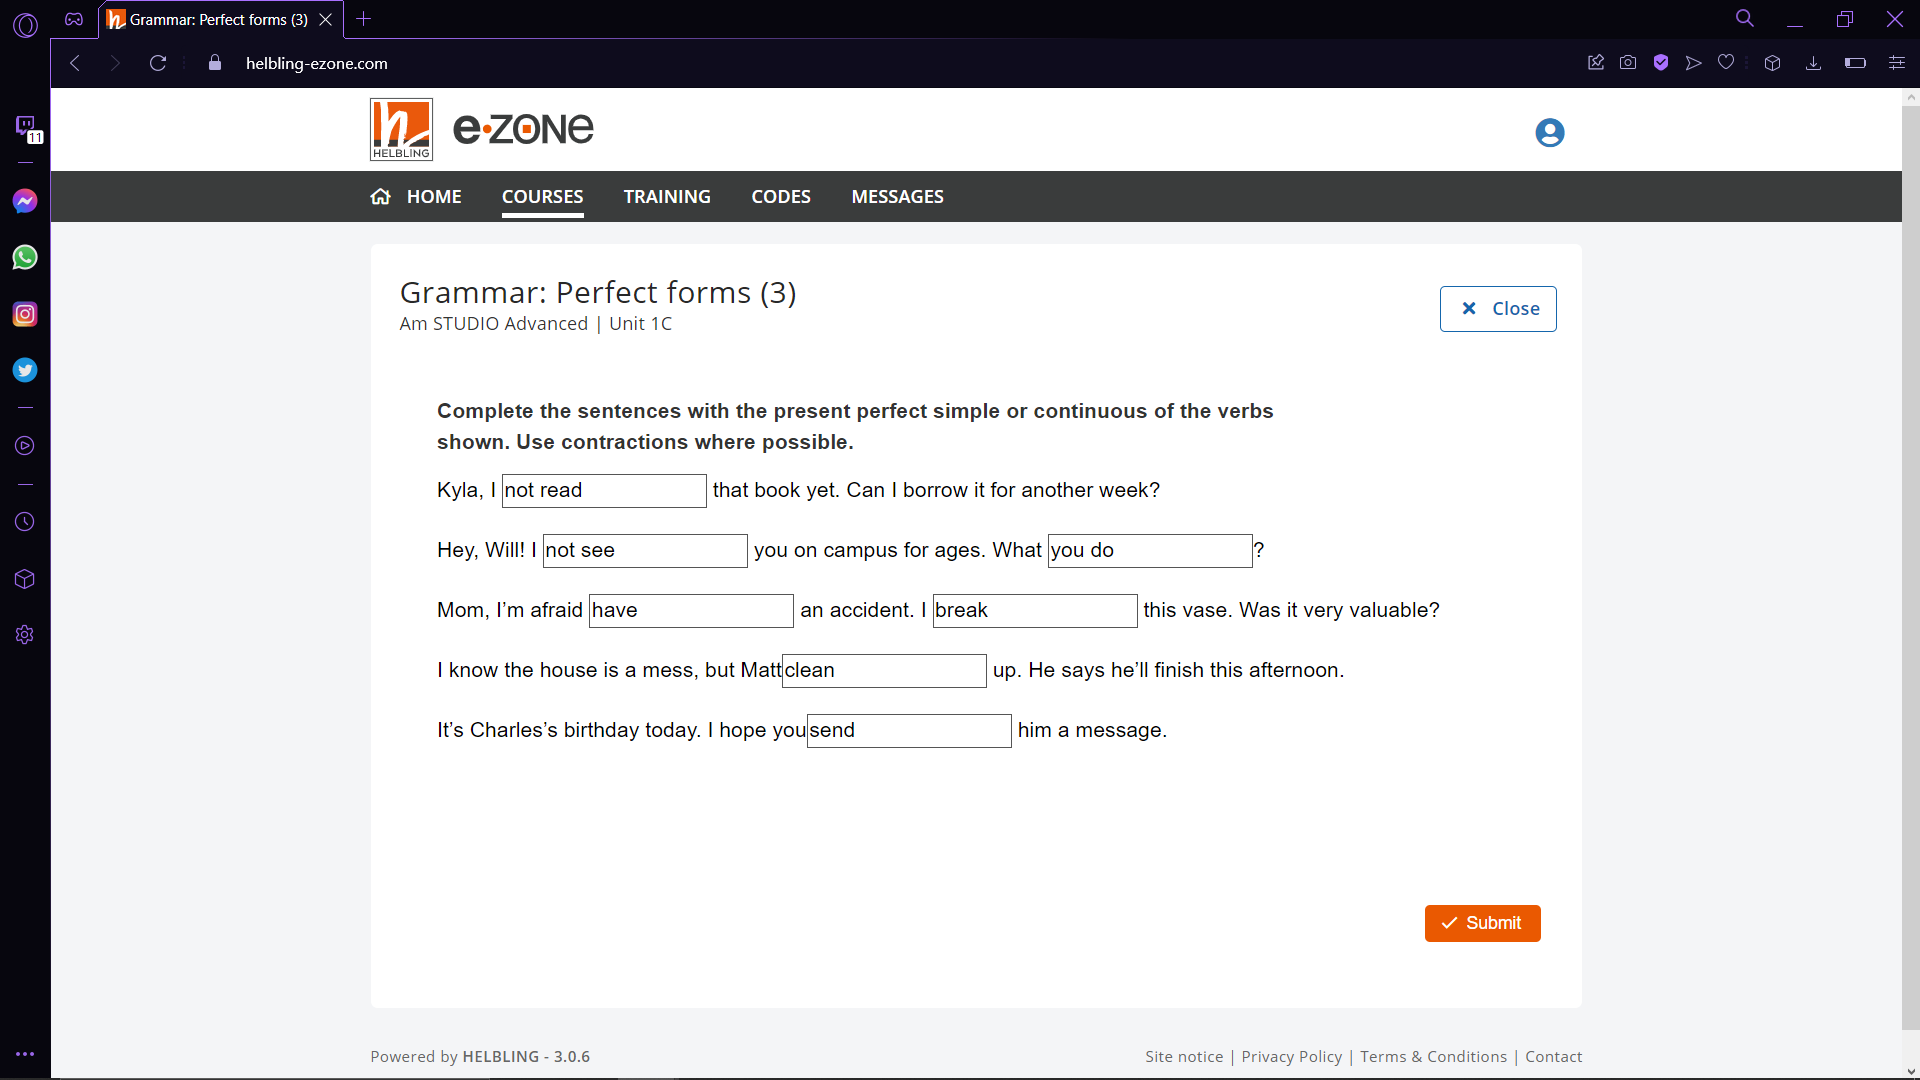 Grammar: Perfect forms (3)
helbling-ezone.com
11
HELBLING
e·zone
HOME COURSES TRAINING CODES MESSAGES
Grammar: Perfect forms (3)
Am STUDIO Advanced | Unit 1C
Close
Complete the sentences with the present perfect simple or continuous of the verbs
shown. Use contractions where possible.
Kyla, I not read that book yet. Can I borrow it for another week?
Hey, Will! I not see you on campus for ages. What you do ?
Mom, I’m afraid have an accident. I break this vase. Was it very valuable?
I know the house is a mess, but Matt clean up. He says he’ll finish this afternoon.
It’s Charles’s birthday today. I hope you send him a message.
Submit
Powered by HELBLING - 3.0.6
Site notice | Privacy Policy | Terms & Conditions | Contact